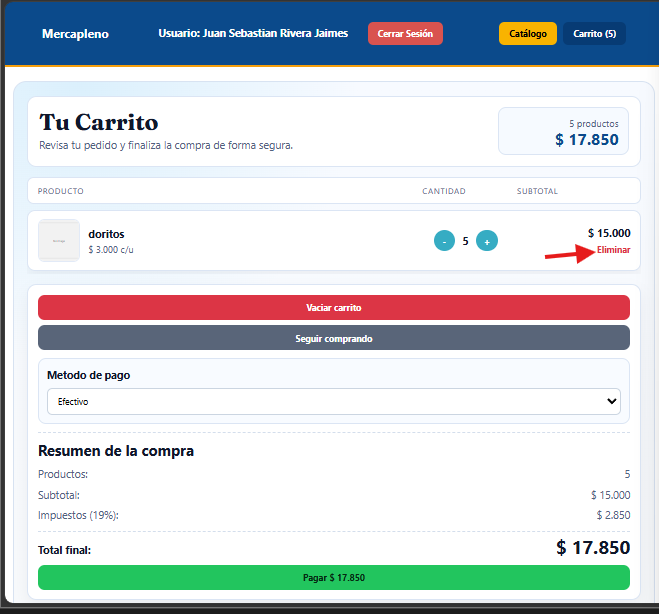 Mercapleno
Usuario: Juan Sebastian Rivera Jaimes
Cerrar Sesión
Catálogo
Carrito (5)
Tu Carrito
Revisa tu pedido y finaliza la compra de forma segura.
5 productos
$ 17.850
PRODUCTO
CANTIDAD
SUBTOTAL
doritos
$ 3.000 c/u
- 5 +
$ 15.000
Eliminar
Vaciar carrito
Seguir comprando
Metodo de pago
Efectivo
Resumen de la compra
Productos: 5
Subtotal: $ 15.000
Impuestos (19%): $ 2.850
Total final: $ 17.850
Pagar $ 17.850